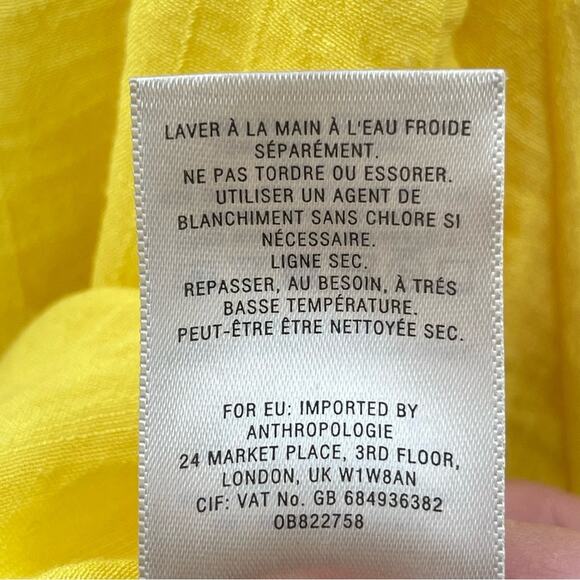 LAVER À LA MAIN À L'EAU FROIDE
SÉPARÉMENT.
NE PAS TORDRE OU ESSORER.
UTILISER UN AGENT DE
BLANCHIMENT SANS CHLORE SI
NÉCESSAIRE.
LIGNE SEC.
REPASSER, AU BESOIN, À TRÉS
BASSE TEMPÉRATURE.
PEUT-ÊTRE ÊTRE NETTOYÉE SEC.
FOR EU: IMPORTED BY
ANTHROPOLOGIE
24 MARKET PLACE, 3RD FLOOR,
LONDON, UK W1W8AN
CIF: VAT No. GB 684936382
OB822758